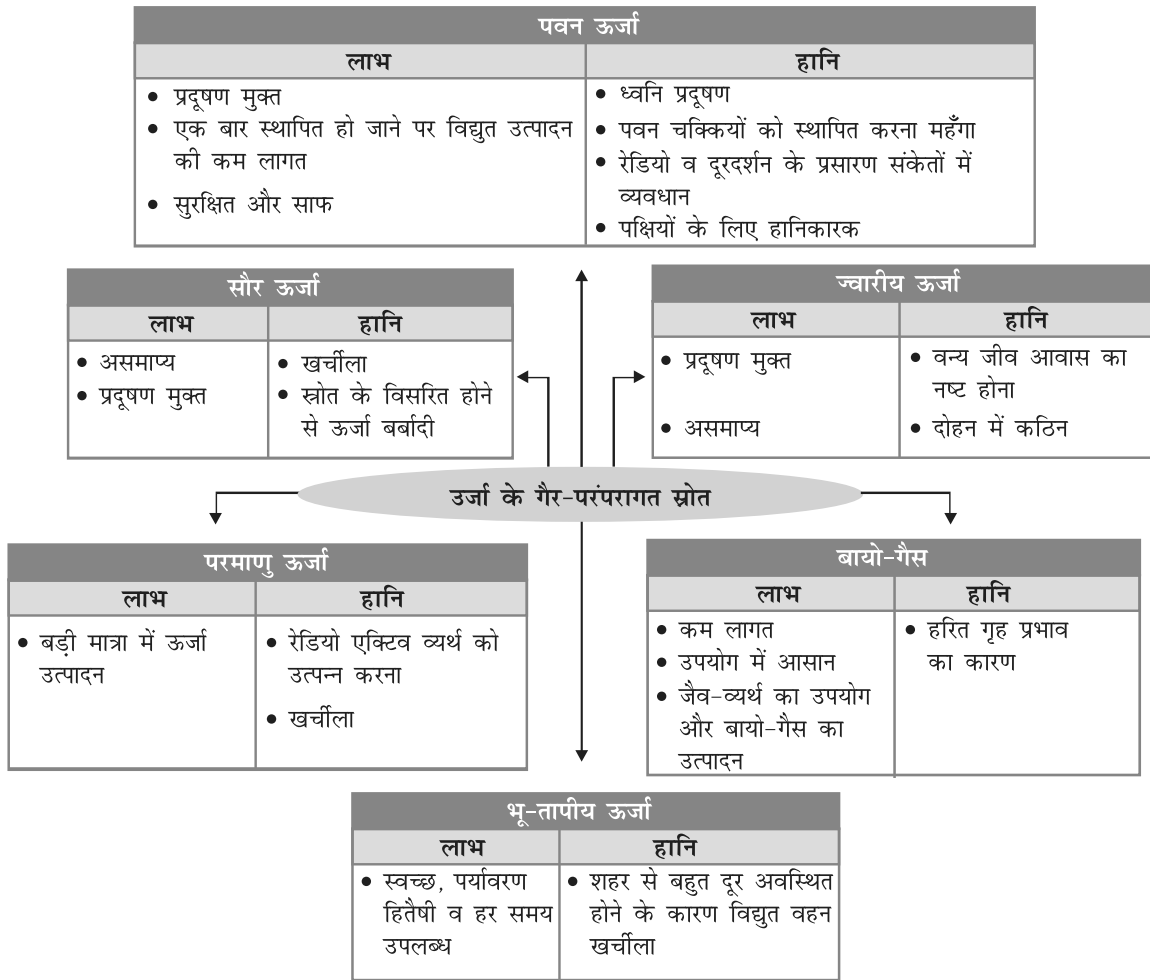 पवन ऊर्जा
लाभ
हानि
• प्रदूषण मुक्त
• एक बार स्थापित हो जाने पर विद्युत उत्पादन
की कम लागत
• सुरक्षित और साफ
• ध्वनि प्रदूषण
• पवन चक्कियों को स्थापित करना महँगा
• रेडियो व दूरदर्शन के प्रसारण संकेतों में
व्यवधान
• पक्षियों के लिए हानिकारक
सौर ऊर्जा
लाभ
हानि
• असमाप्य
• प्रदूषण मुक्त
• खर्चीला
• स्रोत के विसरित होने
से ऊर्जा बर्बादी
ज्वारीय ऊर्जा
लाभ
हानि
• प्रदूषण मुक्त
• असमाप्य
• वन्य जीव आवास का
नष्ट होना
• दोहन में कठिन
उर्जा के गैर-परंपरागत स्रोत
परमाणु ऊर्जा
लाभ
हानि
• बड़ी मात्रा में ऊर्जा
उत्पादन
• रेडियो एक्टिव व्यर्थ को
उत्पन्न करना
• खर्चीला
बायो-गैस
लाभ
हानि
• कम लागत
• उपयोग में आसान
• जैव-व्यर्थ का उपयोग
और बायो-गैस का
उत्पादन
• हरित गृह प्रभाव
का कारण
भू-तापीय ऊर्जा
लाभ
हानि
• स्वच्छ, पर्यावरण
हितैषी व हर समय
उपलब्ध
• शहर से बहुत दूर अवस्थित
होने के कारण विद्युत वहन
खर्चीला